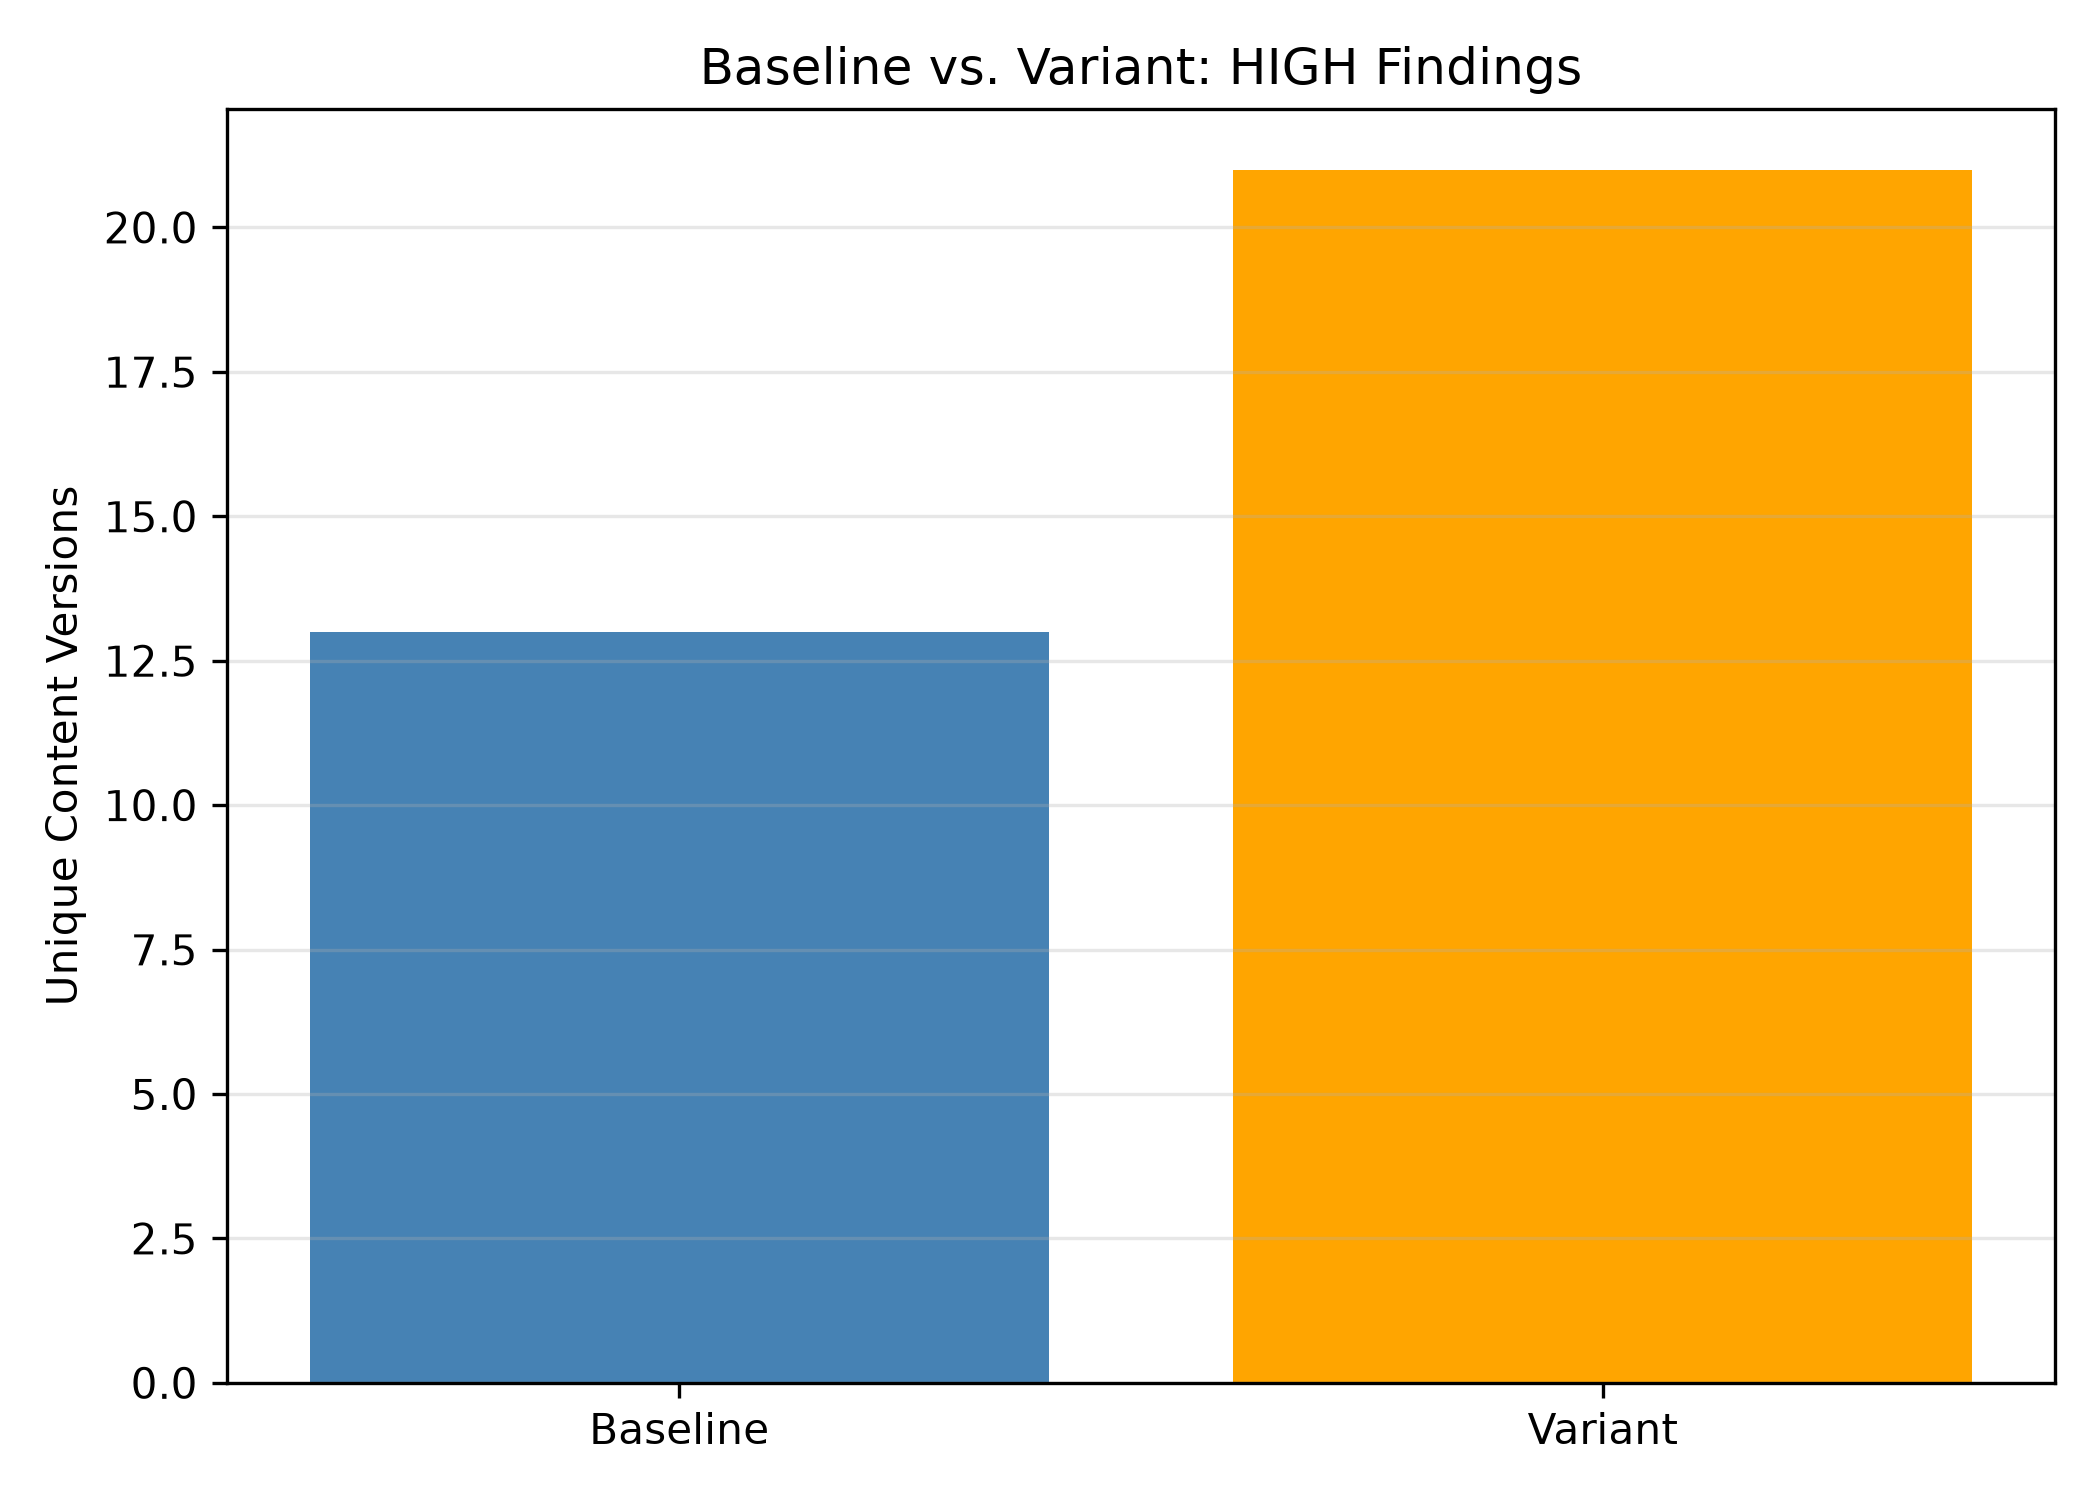 Baseline vs. Variant: HIGH Findings
Unique Content Versions
20.0
17.5
15.0
12.5
10.0
7.5
5.0
2.5
0.0
Baseline
Variant